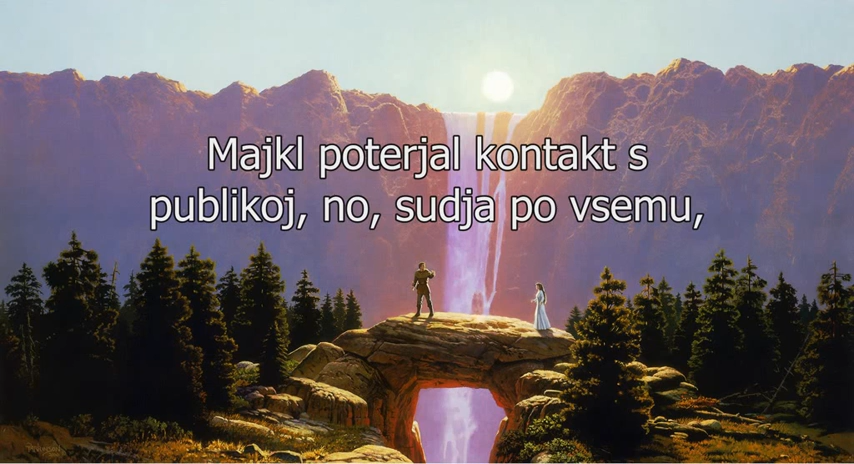 Majkl poterjal kontakt s
publikoj, no, sudja po vsemu,